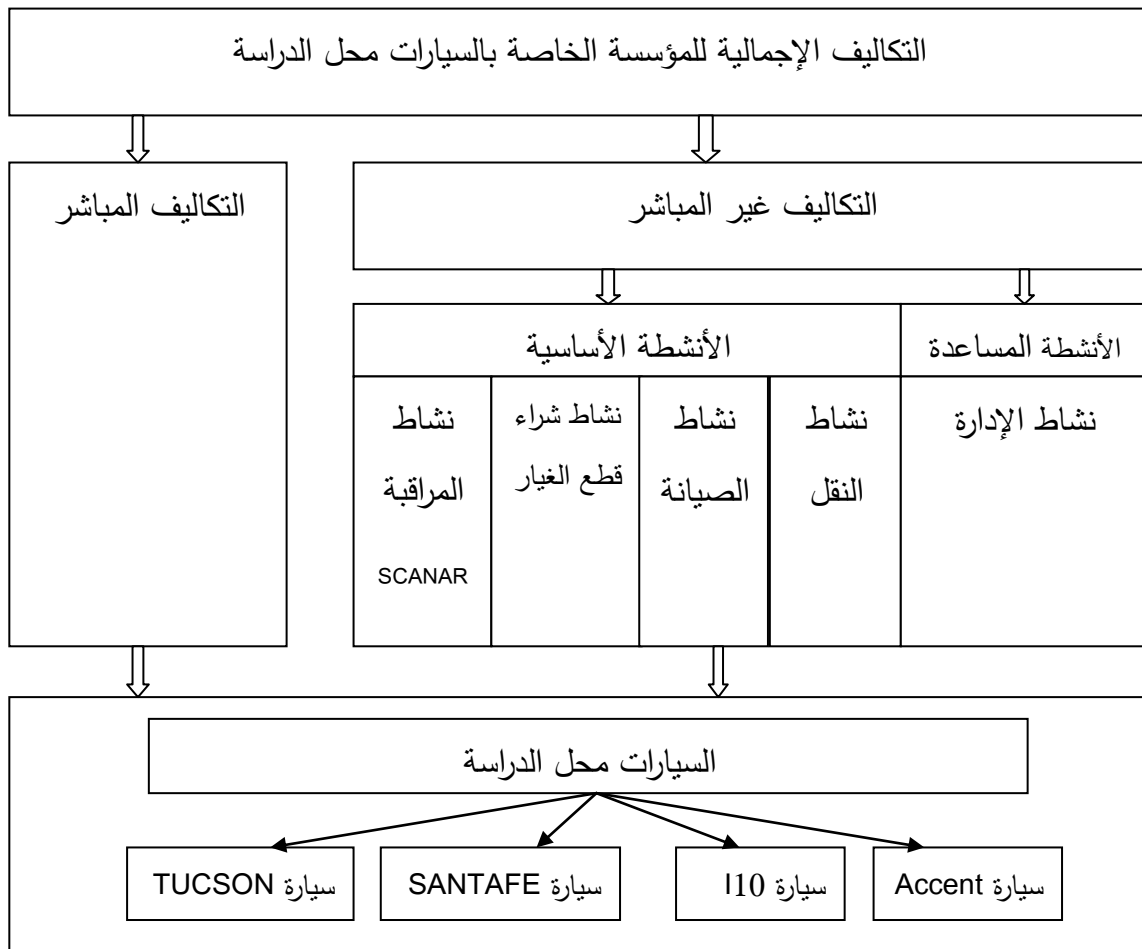 التكاليف الإجمالية للمؤسسة الخاصة بالسيارات محل الدراسة
التكاليف غير المباشر
التكاليف المباشر
الأنشطة المساعدة
الأنشطة الأساسية
نشاط الإدارة
نشاط
النقل
نشاط
الصيانة
نشاط شراء
قطع الغيار
نشاط
المراقبة
SCANAR
السيارات محل الدراسة
سيارة Accent
سيارة I10
سيارة SANTAFE
سيارة TUCSON